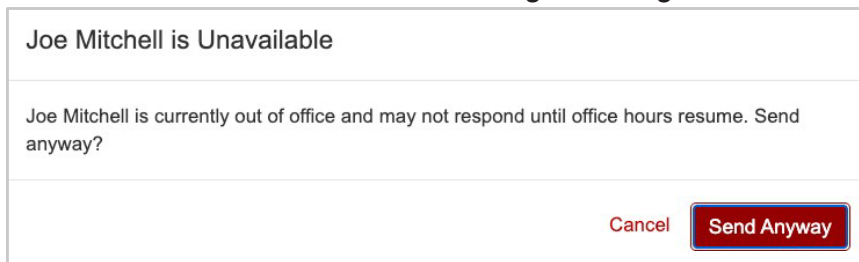 Joe Mitchell is Unavailable
Joe Mitchell is currently out of office and may not respond until office hours resume. Send
anyway?
Cancel Send Anyway